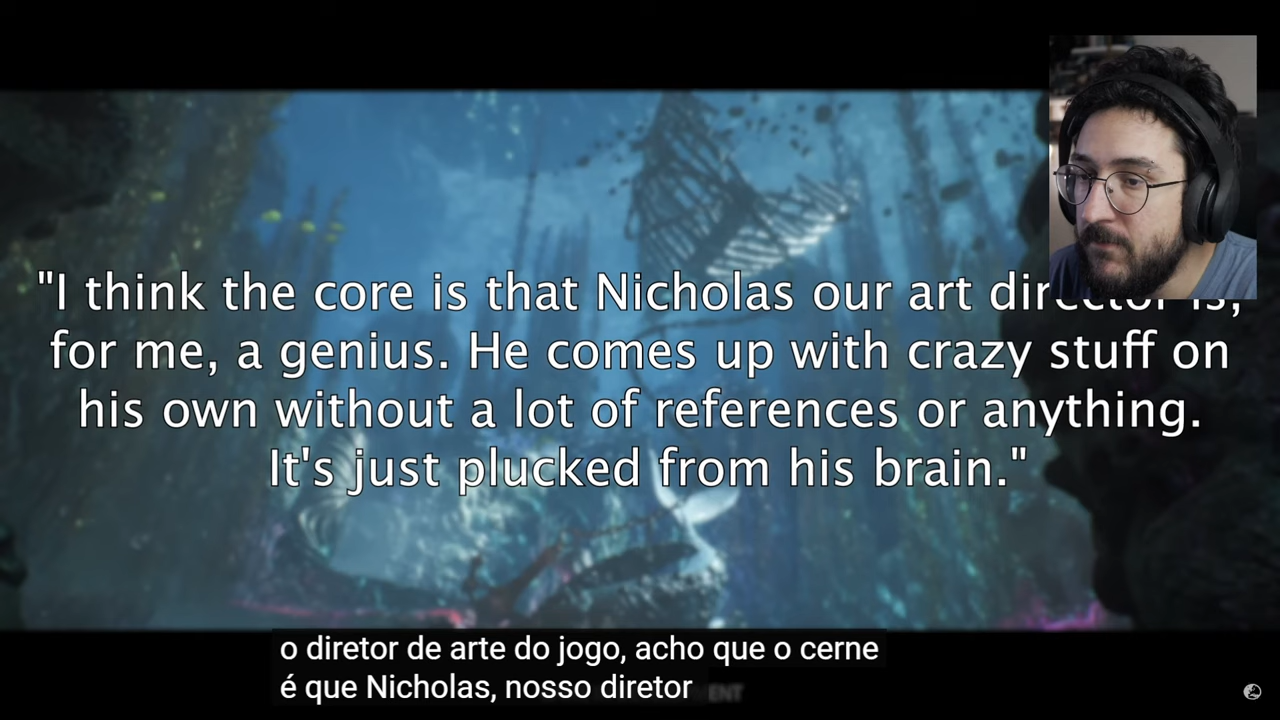 "I think the core is that Nicholas our art director is,
for me, a genius. He comes up with crazy stuff on
his own without a lot of references or anything.
It's just plucked from his brain."
o diretor de arte do jogo, acho que o cerne
é que Nicholas, nosso diretor